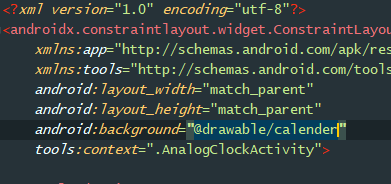 <?xml version="1.0" encoding="utf-8"?>
<androidx.constraintlayout.widget.ConstraintLayou
xmlns:app="http://schemas.android.com/apk/res
xmlns:tools="http://schemas.android.com/tools
android:layout_width="match_parent"
android:layout_height="match_parent"
android:background="@drawable/calender"
tools:context=".AnalogClockActivity">